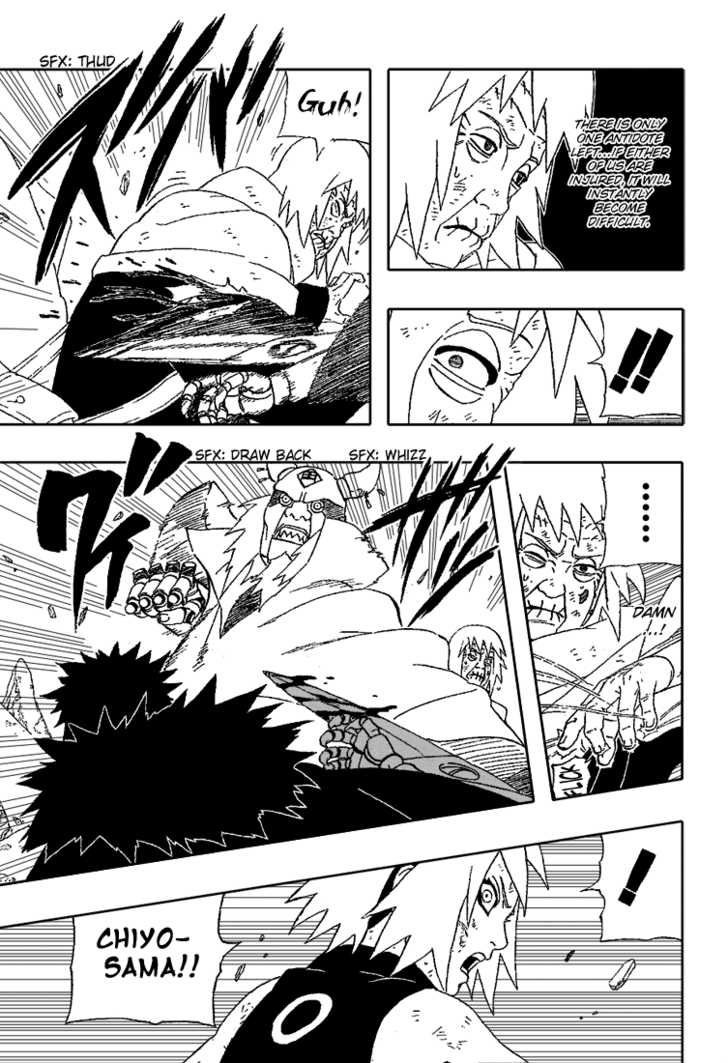 THERE IS ONLY
ONE ANTIDOTE
LEFT....IF EITHER
OF US ARE
INJURED, IT WILL
INSTANTLY
BECOME
DIFFICULT.
!!
SFX: THUD
Guh!
.....
DAMN
...!
FLICK
SFX: DRAW BACK SFX: WHIZZ
!
CHIYO-
SAMA!!